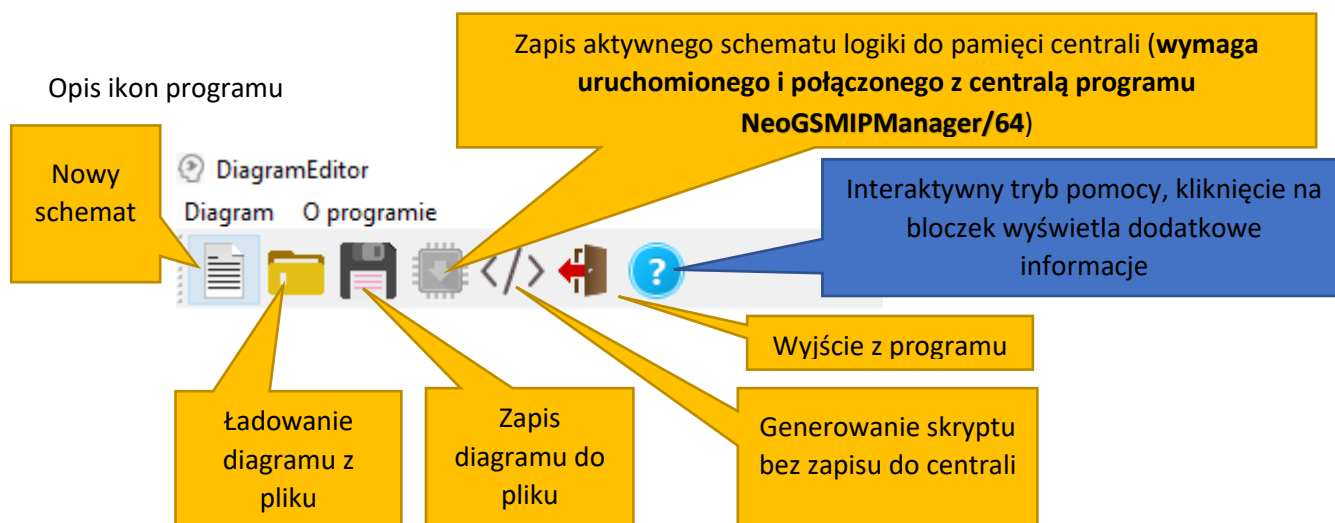 Zapis aktywnego schematu logiki do pamięci centrali (wymaga
uruchomionego i połączonego z centralą programu
NeoGSMIPManager/64)
Opis ikon programu
Nowy
schemat
DiagramEditor
Diagram O programie
Interaktywny tryb pomocy, kliknięcie na
bloczek wyświetla dodatkowe
informacje
</>
?
Wyjście z programu
Ładowanie
diagramu z
pliku
Zapis
diagramu do
pliku
Generowanie skryptu
bez zapisu do centrali